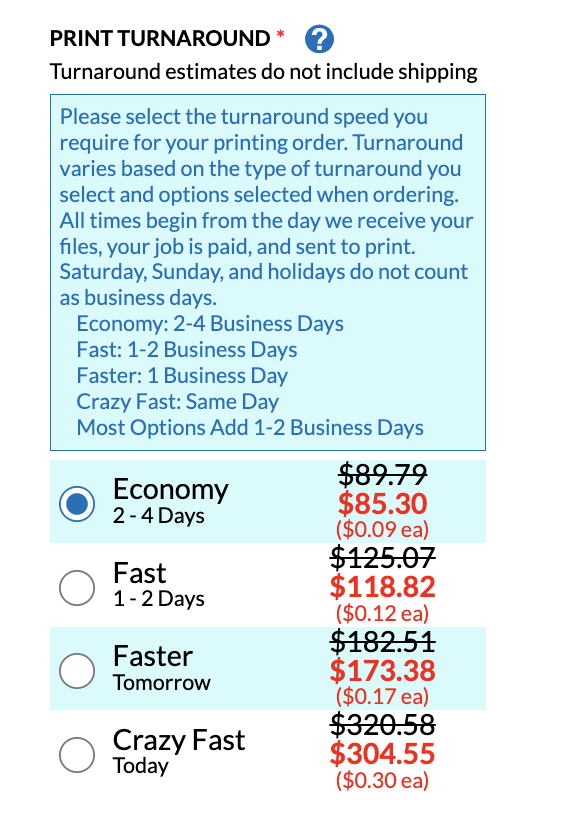 PRINT TURNAROUND * ?
Turnaround estimates do not include shipping
Please select the turnaround speed you
require for your printing order. Turnaround
varies based on the type of turnaround you
select and options selected when ordering.
All times begin from the day we receive your
files, your job is paid, and sent to print.
Saturday, Sunday, and holidays do not count
as business days.
Economy: 2-4 Business Days
Fast: 1-2 Business Days
Faster: 1 Business Day
Crazy Fast: Same Day
Most Options Add 1-2 Business Days
Economy
2 - 4 Days
$89.79
$85.30
($0.09 ea)
Fast
1 - 2 Days
$125.07
$118.82
($0.12 ea)
Faster
Tomorrow
$182.51
$173.38
($0.17 ea)
Crazy Fast
Today
$320.58
$304.55
($0.30 ea)